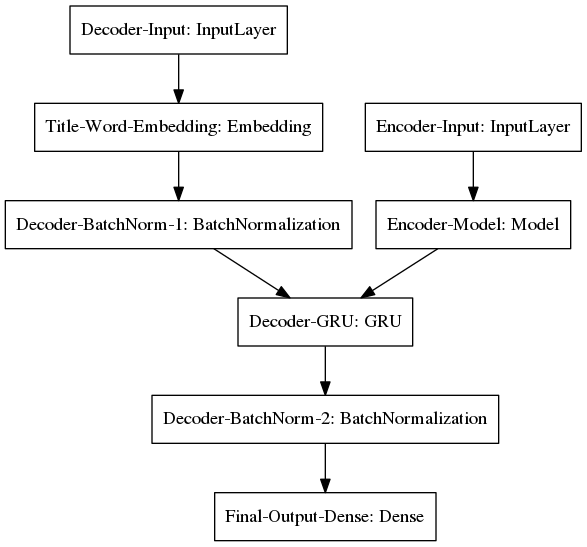 Decoder-Input: InputLayer
Title-Word-Embedding: Embedding
Encoder-Input: InputLayer
Decoder-BatchNorm-1: BatchNormalization
Encoder-Model: Model
Decoder-GRU: GRU
Decoder-BatchNorm-2: BatchNormalization
Final-Output-Dense: Dense